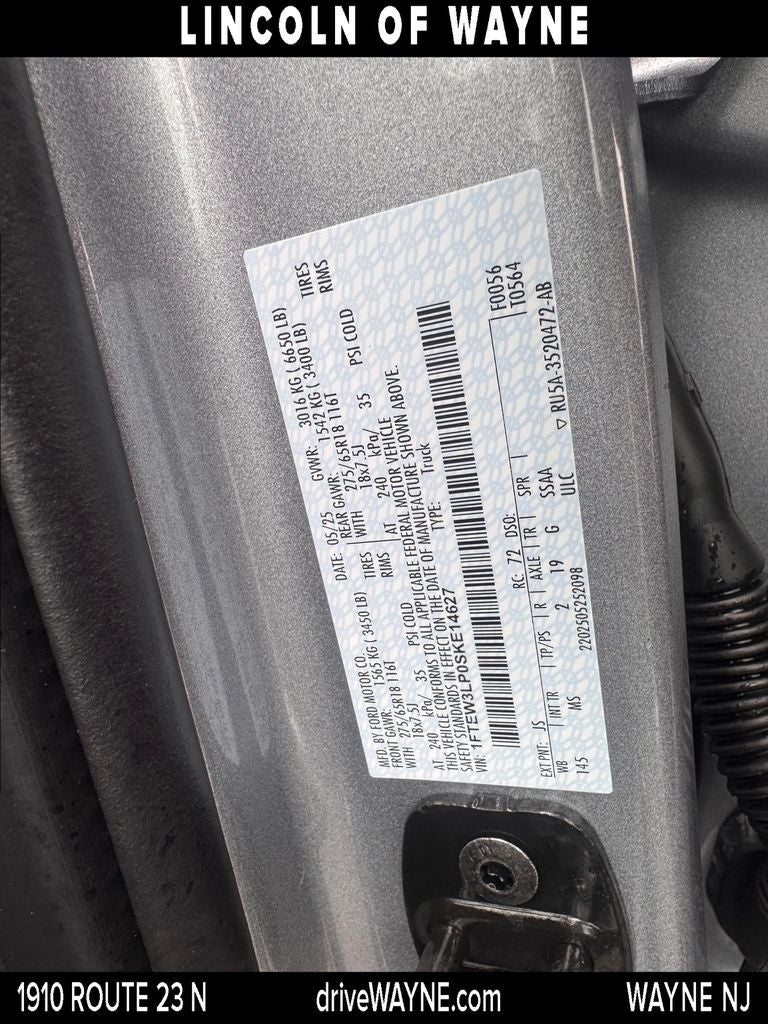 LINCOLN OF WAYNE
MFD. BY FORD MOTOR CO. DATE: 05/25 GVWR: 3016 KG ( 6650 LB)
FRONT GAWR: 1565 KG ( 3450 LB) REAR GAWR: 1542 KG ( 3400 LB)
WITH 275/65R18 116T TIRES WITH 275/65R18 116T TIRES
18x7.5J RIMS 18x7.5J RIMS
AT 240 kPa/ 35 PSI COLD AT 240 kPa/ 35 PSI COLD
THIS VEHICLE CONFORMS TO ALL APPLICABLE FEDERAL MOTOR VEHICLE
SAFETY STANDARDS IN EFFECT ON THE DATE OF MANUFACTURE SHOWN ABOVE.
VIN: 1FTEW3LP0SKE14627 TYPE: Truck
F0056
T0564
EXT PNT: JS RC: 72 DSO:
WB INT TR TP/PS R AXLE TR SPR
145 MS 2 19 G SSAA
2202505252098 ULC ▽ RU5A-3520472-AB
1910 ROUTE 23 N driveWAYNE.com WAYNE NJ